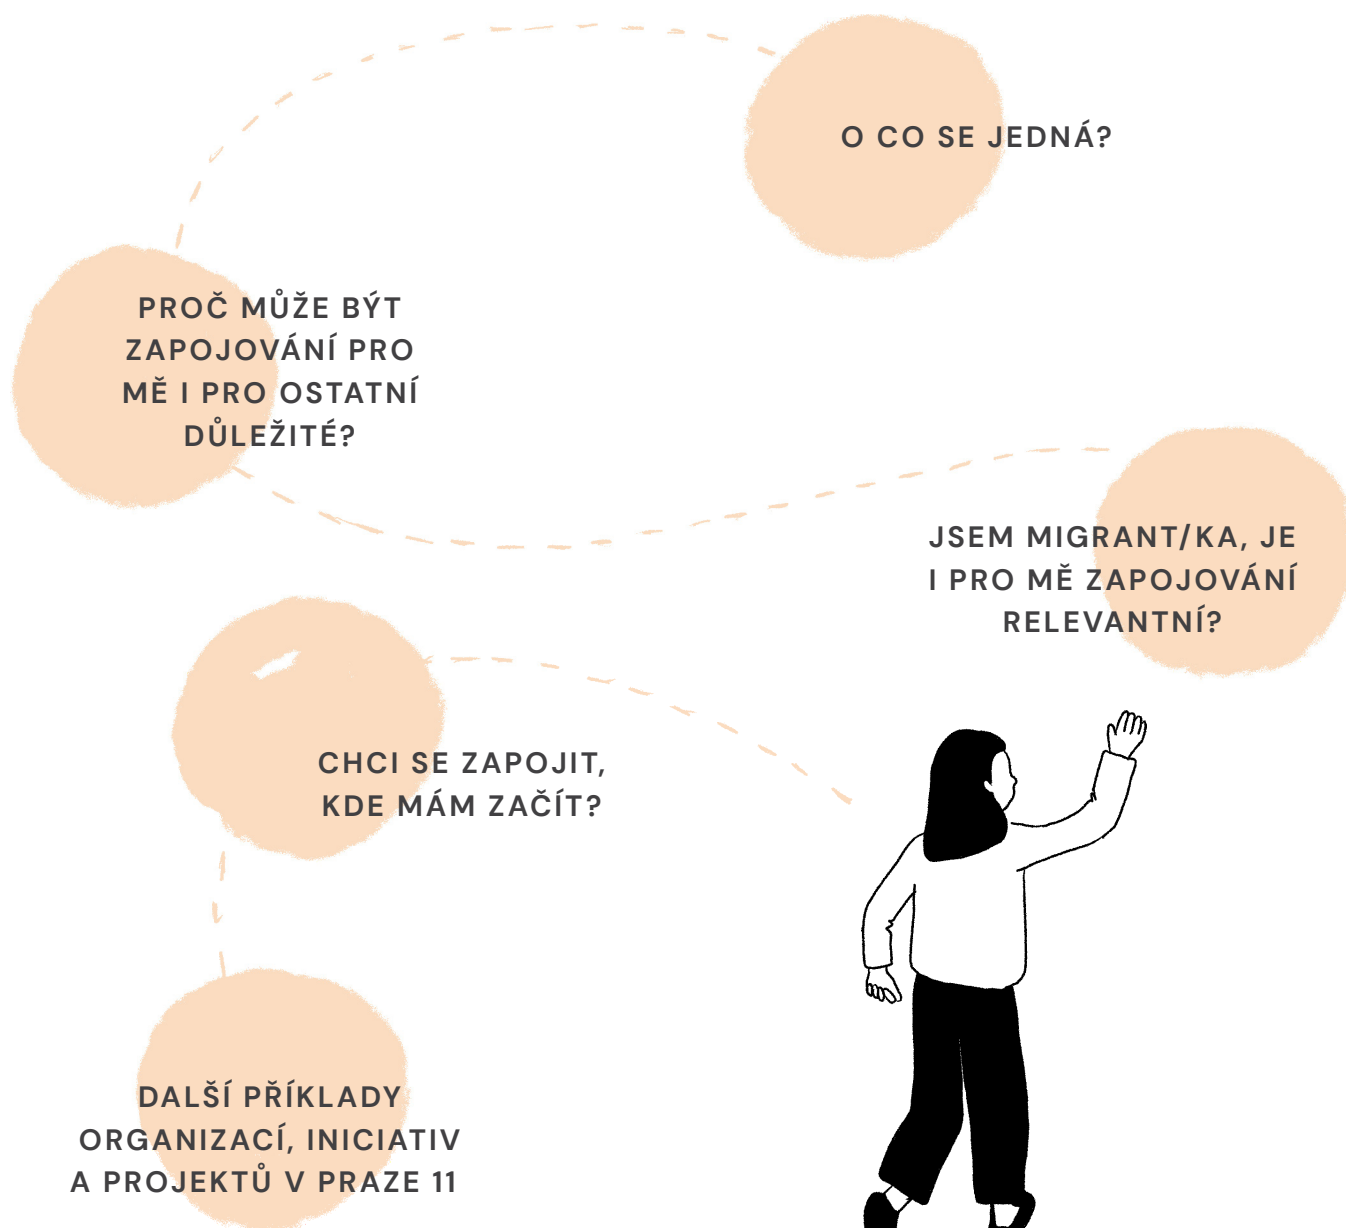 O CO SE JEDNÁ?
PROČ MŮŽE BÝT
ZAPOJOVÁNÍ PRO
MĚ I PRO OSTATNÍ
DŮLEŽITÉ?
JSEM MIGRANT/KA, JE
I PRO MĚ ZAPOJOVÁNÍ
RELEVANTNÍ?
CHCI SE ZAPOJIT,
KDE MÁM ZAČÍT?
DALŠÍ PŘÍKLADY
ORGANIZACÍ, INICIATIV
A PROJEKTŮ V PRAZE 11